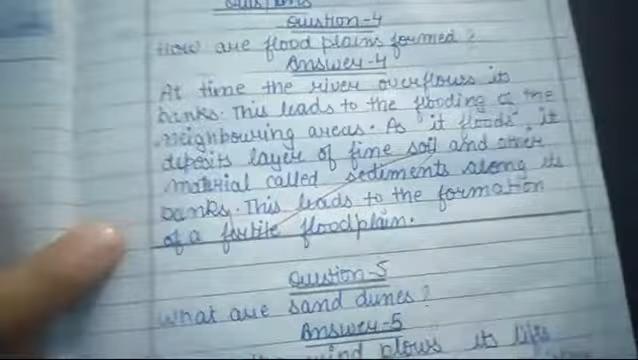 Question-4
How are flood plains formed?
Answer-4
At time the river overflows its
banks. This leads to the flooding of the
neighbouring areas. As "it floods" it
deposits layer of fine soil and other
material called sediments along its
banks. This leads to the formation
of a fertile floodplain.
Question-5
What are sand dunes?
Answer-5
wind blows its lifts